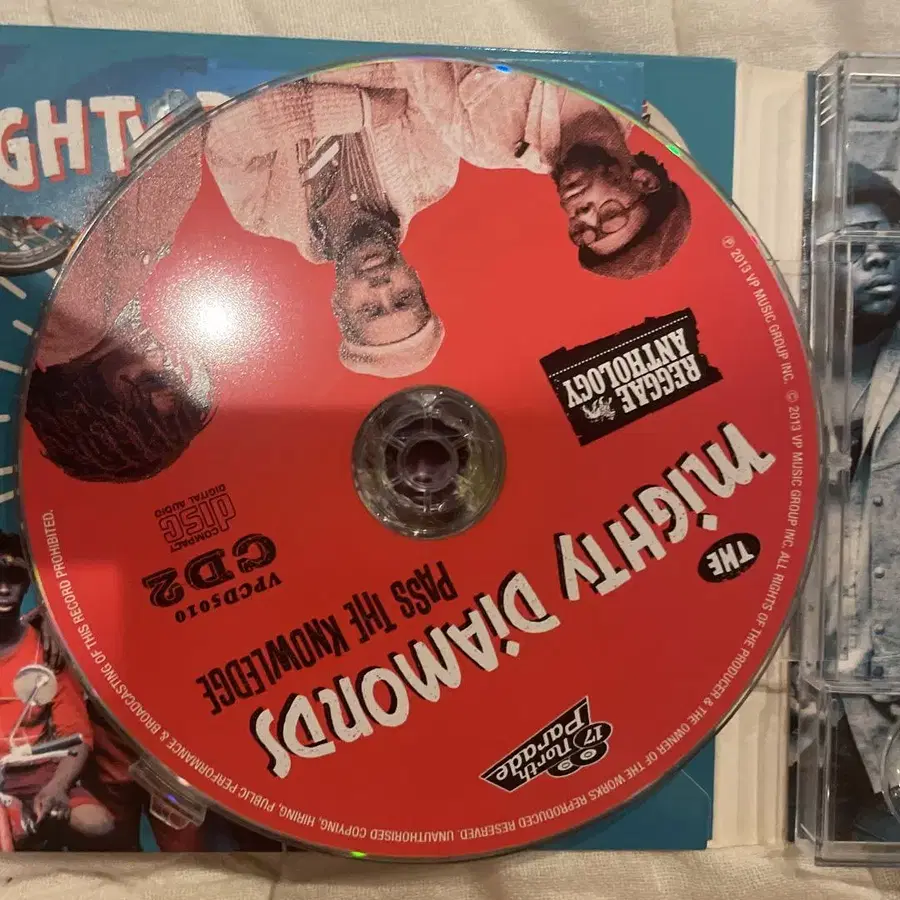 THE
MIGHTY DIAMONDS
PASS THE KNOWLEDGE
REGGAE
ANTHOLOGY
17
North
Parade
VPCD5010
CD2
COMPACT
disc
DIGITAL AUDIO
℗ 2013 VP MUSIC GROUP INC. © 2013 VP MUSIC GROUP INC. ALL RIGHTS OF THE PRODUCER & THE OWNER OF THE WORKS REPRODUCED RESERVED. UNAUTHORISED COPYING, HIRING, PUBLIC PERFORMANCE & BROADCASTING OF THIS RECORD PROHIBITED.
GHTY